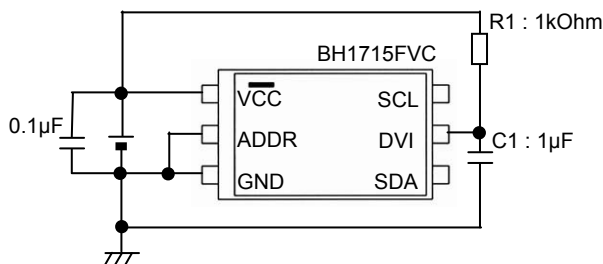 R1 : 1kOhm
BH1715FVC
VCC
SCL
0.1µF
ADDR
DVI
C1 : 1µF
GND
SDA